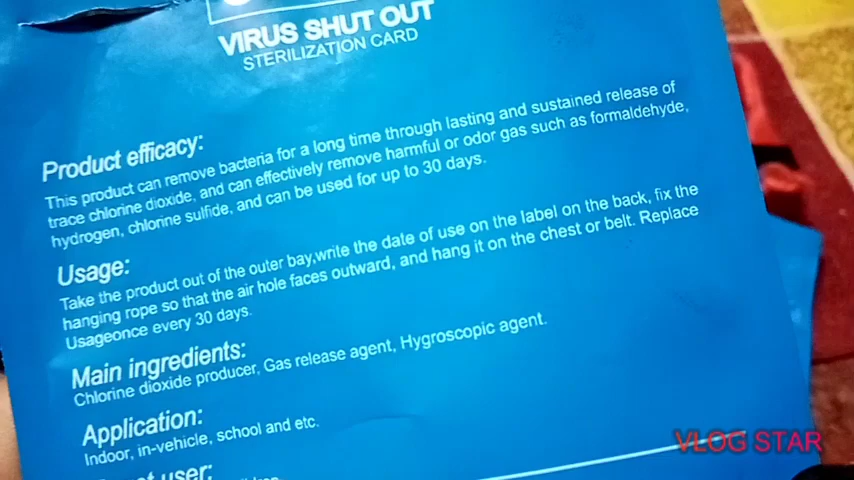 VIRUS SHUT OUT
STERILIZATION CARD
Product efficacy:
This product can remove bacteria for a long time through lasting and sustained release of
trace chlorine dioxide, and can effectively remove harmful or odor gas such as formaldehyde,
hydrogen, chlorine sulfide, and can be used for up to 30 days.
Usage:
Take the product out of the outer bay,write the date of use on the label on the back, fix the
hanging rope so that the air hole faces outward, and hang it on the chest or belt. Replace
Usageonce every 30 days.
Main ingredients:
Chlorine dioxide producer, Gas release agent, Hygroscopic agent.
Application:
Indoor, in-vehicle, school and etc.
user:
VLOG STAR